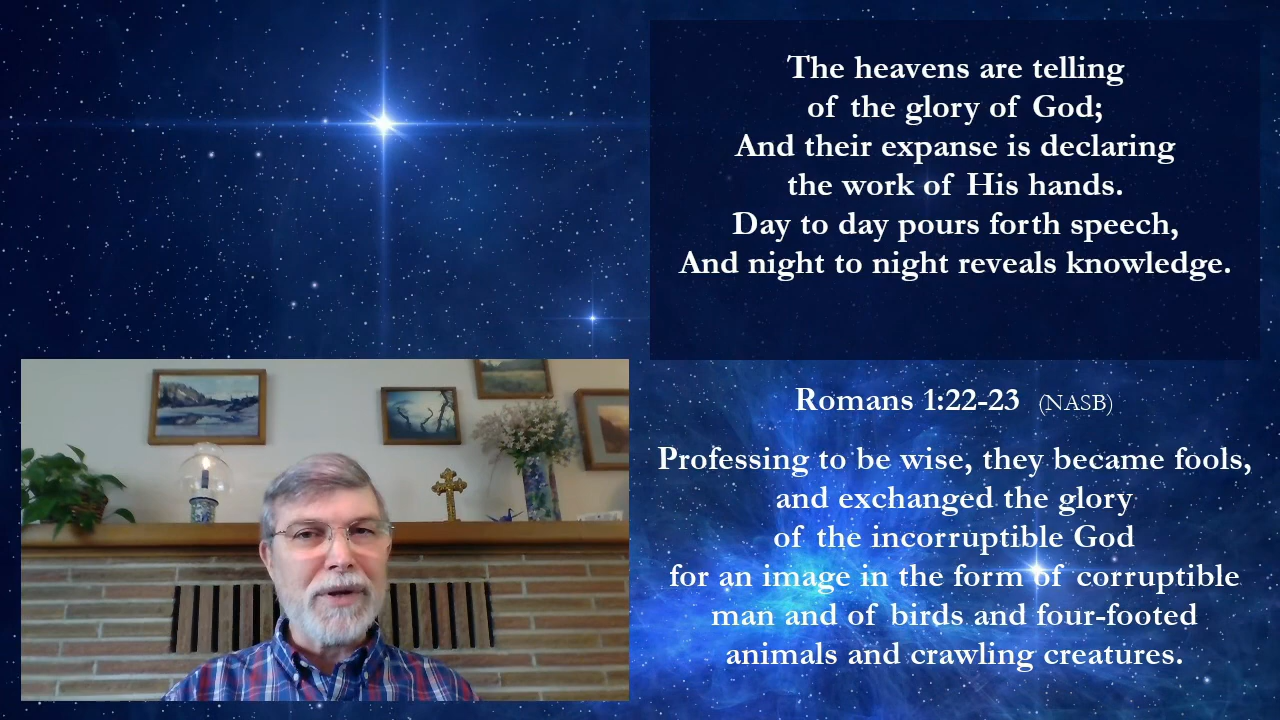 The heavens are telling
of the glory of God;
And their expanse is declaring
the work of His hands.
Day to day pours forth speech,
And night to night reveals knowledge.
Romans 1:22-23 (NASB)
Professing to be wise, they became fools,
and exchanged the glory
of the incorruptible God
for an image in the form of corruptible
man and of birds and four-footed
animals and crawling creatures.